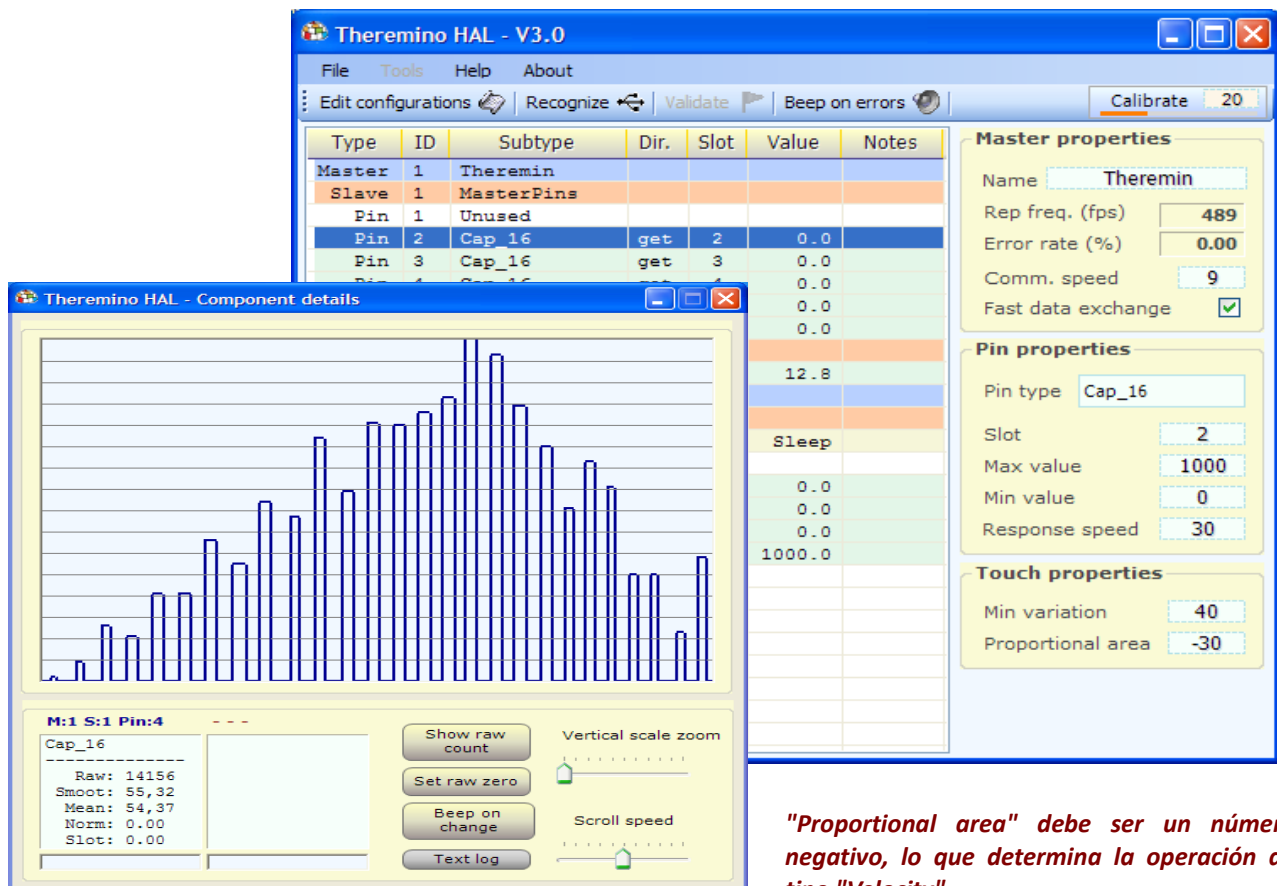 Theremino HAL - V3.0
File Tools Help About
Edit configurations Recognize Validate Beep on errors Calibrate 20
Type ID Subtype Dir. Slot Value Notes
Master 1 Theremin
Slave 1 MasterPins
Pin 1 Unused
Pin 2 Cap_16 get 2 0.0
Pin 3 Cap_16 get 3 0.0
0.0
0.0
0.0
12.8
Sleep
0.0
0.0
0.0
1000.0
Master properties
Name Theremin
Rep freq. (fps) 489
Error rate (%) 0.00
Comm. speed 9
Fast data exchange
Pin properties
Pin type Cap_16
Slot 2
Max value 1000
Min value 0
Response speed 30
Touch properties
Min variation 40
Proportional area -30
Theremino HAL - Component details
M:1 S:1 Pin:4 - - -
Cap_16
--------------
Raw: 14156
Smoot: 55,32
Mean: 54,37
Norm: 0.00
Slot: 0.00
Show raw
count
Set raw zero
Beep on
change
Text log
Vertical scale zoom
Scroll speed
"Proportional area" debe ser un númer
negativo, lo que determina la operación d
tipo "Velocity"